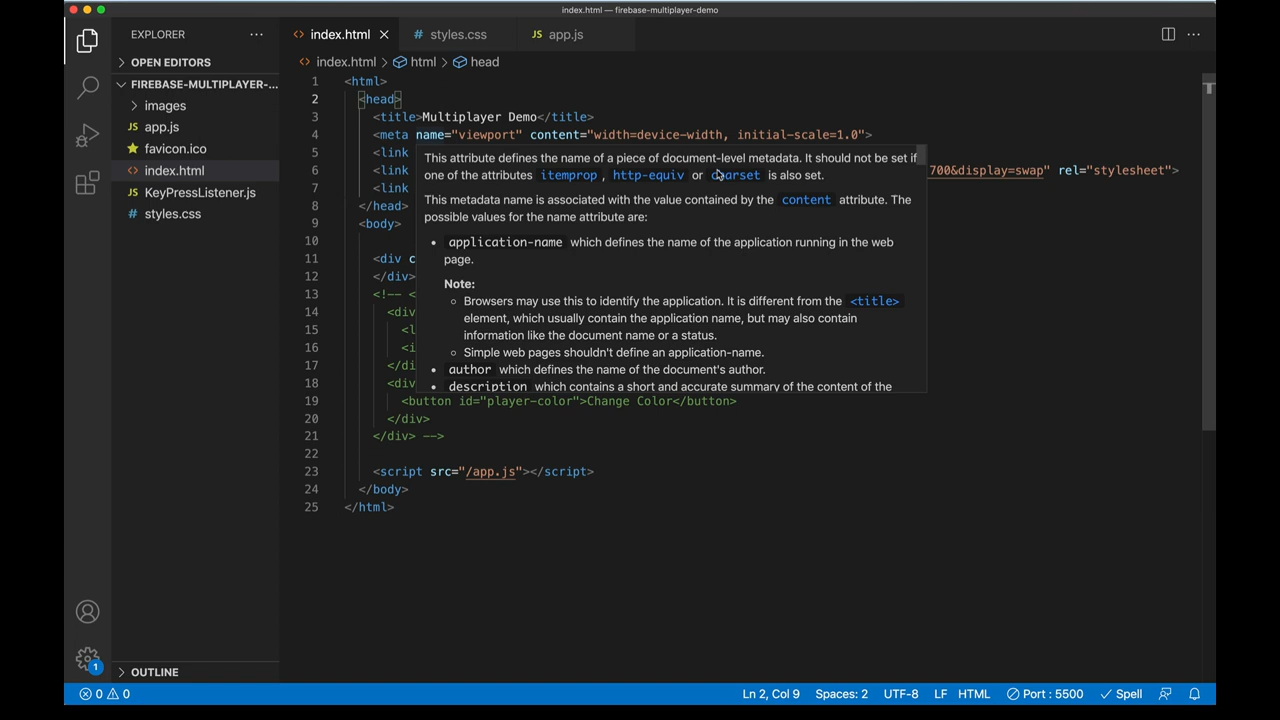 index.html — firebase-multiplayer-demo
EXPLORER
index.html
styles.css
JS app.js
OPEN EDITORS
index.html > html > head
FIREBASE-MULTIPLAYER-...
images
JS app.js
favicon.ico
index.html
JS KeyPressListener.js
styles.css
1 <html>
2 <head>
3 <title>Multiplayer Demo</title>
4 <meta name="viewport" content="width=device-width, initial-scale=1.0">
5 <link
6 <link 700&display=swap" rel="stylesheet">
7 <link
8 </head>
9 <body>
10
11 <div c
12 </div>
13 <!-- <
14 <div
15 <l
16 <i
17 </di
18 <div
19 <button id="player-color">Change Color</button>
20 </div>
21 </div> -->
22
23 <script src="/app.js"></script>
24 </body>
25 </html>
This attribute defines the name of a piece of document-level metadata. It should not be set if
one of the attributes itemprop, http-equiv or charset is also set.
This metadata name is associated with the value contained by the content attribute. The
possible values for the name attribute are:
• application-name which defines the name of the application running in the web
page.
Note:
○ Browsers may use this to identify the application. It is different from the <title>
element, which usually contain the application name, but may also contain
information like the document name or a status.
○ Simple web pages shouldn't define an application-name.
• author which defines the name of the document's author.
• description which contains a short and accurate summary of the content of the
OUTLINE
1
0 0
Ln 2, Col 9 Spaces: 2 UTF-8 LF HTML Port : 5500 Spell